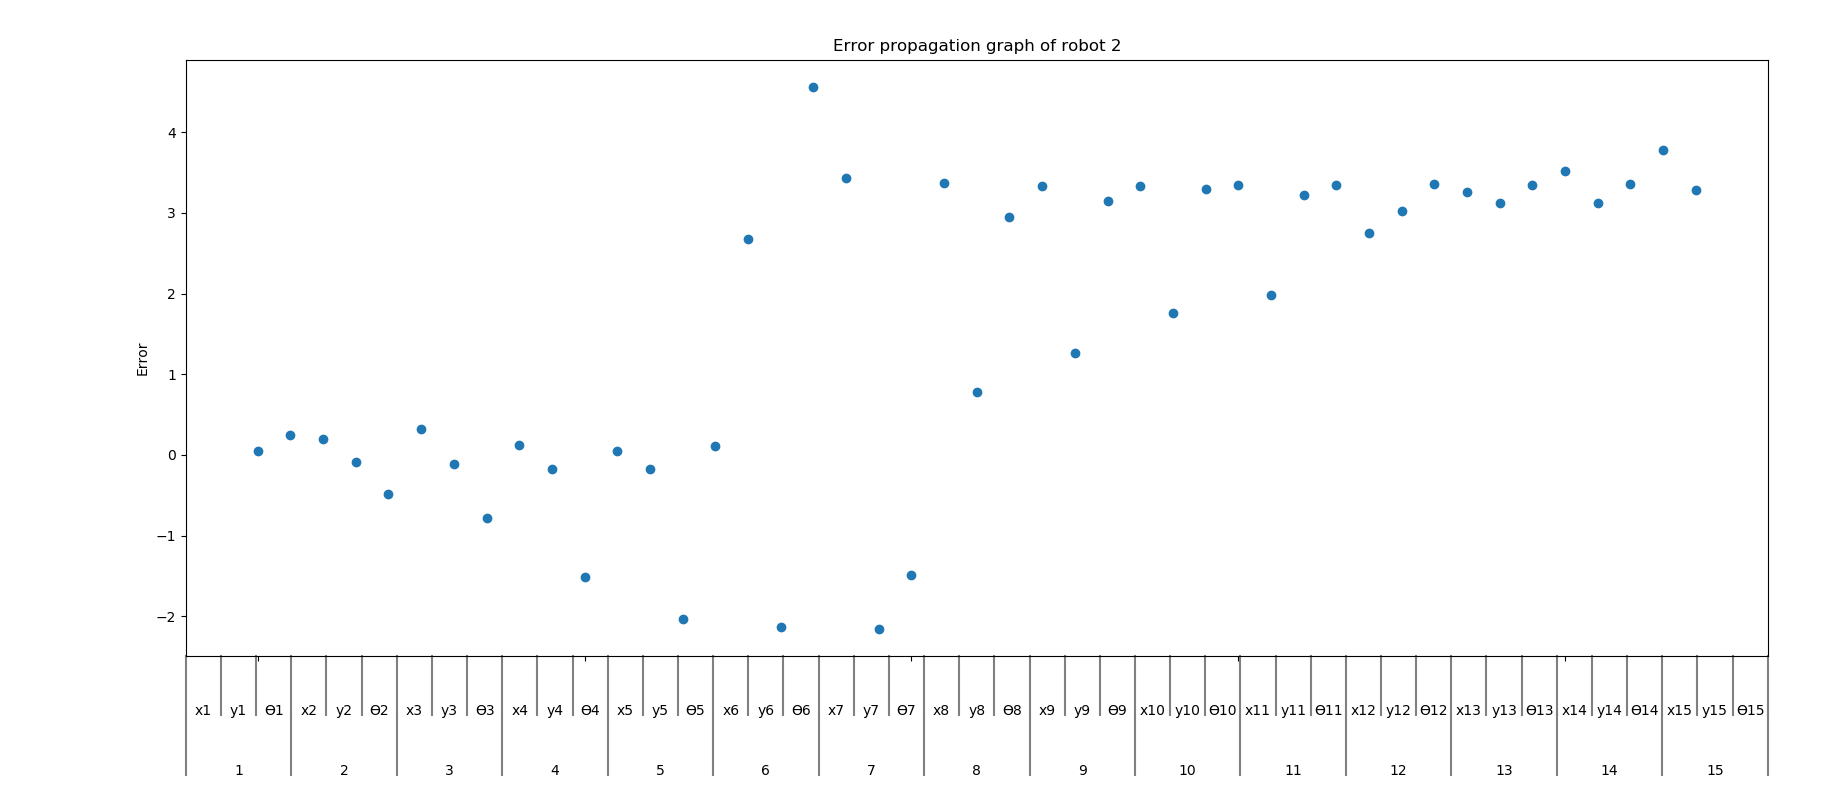 Error propagation graph of robot 2
4
3
2
1
0
−1
−2
Error
x1 y1 Θ1 x2 y2 Θ2 x3 y3 Θ3 x4 y4 Θ4 x5 y5 Θ5 x6 y6 Θ6 x7 y7 Θ7 x8 y8 Θ8 x9 y9 Θ9 x10 y10 Θ10 x11 y11 Θ11 x12 y12 Θ12 x13 y13 Θ13 x14 y14 Θ14 x15 y15 Θ15
1 2 3 4 5 6 7 8 9 10 11 12 13 14 15